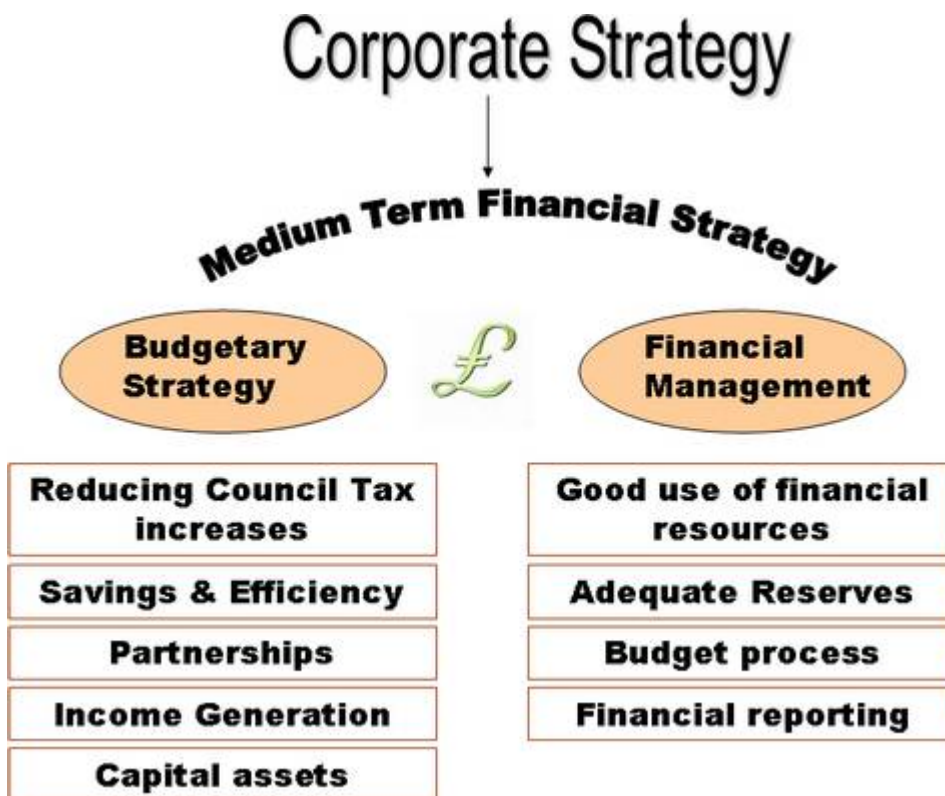 Corporate Strategy
Medium Term Financial Strategy
Budgetary
Strategy
£
Financial
Management
Reducing Council Tax
increases
Savings & Efficiency
Partnerships
Income Generation
Capital assets
Good use of financial
resources
Adequate Reserves
Budget process
Financial reporting